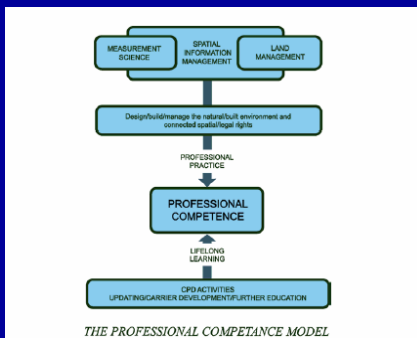 MEASUREMENT
SCIENCE
SPATIAL
INFORMATION
MANAGEMENT
LAND
MANAGEMENT
Design/build/manage the natural/built environment and
connected spatial/legal rights
PROFESSIONAL
PRACTICE
PROFESSIONAL
COMPETENCE
LIFELONG
LEARNING
CPD ACTIVITIES
UPDATING/CARRIER DEVELOPMENT/FURTHER EDUCATION
THE PROFESSIONAL COMPETANCE MODEL